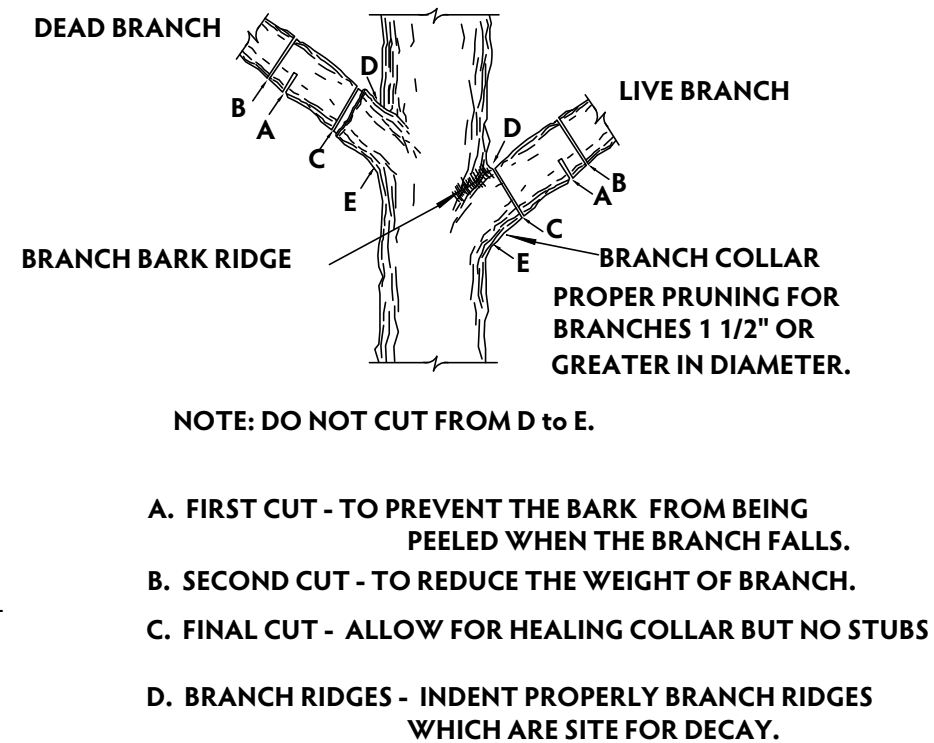 DEAD BRANCH
D
B
A
C
E
LIVE BRANCH
D
B
A
C
E
BRANCH BARK RIDGE
BRANCH COLLAR
PROPER PRUNING FOR
BRANCHES 1 1/2" OR
GREATER IN DIAMETER.
NOTE: DO NOT CUT FROM D to E.
A. FIRST CUT - TO PREVENT THE BARK FROM BEING
PEELED WHEN THE BRANCH FALLS.
B. SECOND CUT - TO REDUCE THE WEIGHT OF BRANCH.
C. FINAL CUT - ALLOW FOR HEALING COLLAR BUT NO STUBS
D. BRANCH RIDGES - INDENT PROPERLY BRANCH RIDGES
WHICH ARE SITE FOR DECAY.